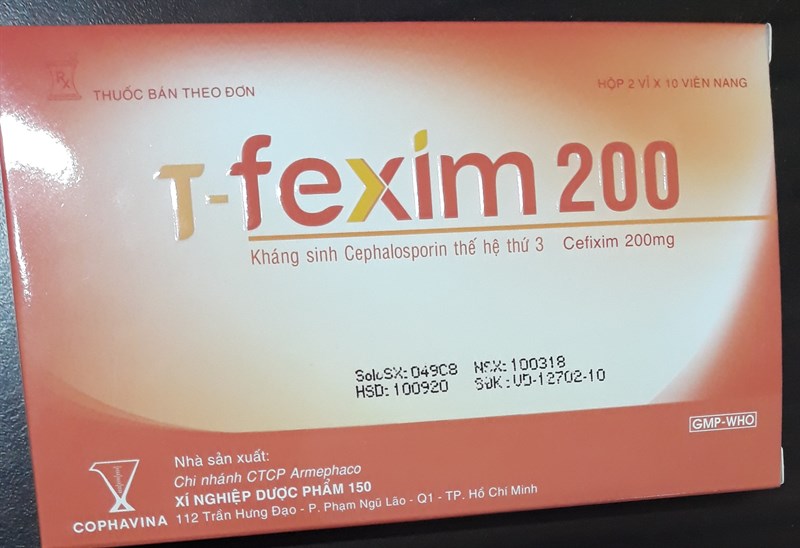 Rx
THUỐC BÁN THEO ĐƠN
HỘP 2 VỈ X 10 VIÊN NANG
T-fexim 200
Kháng sinh Cephalosporin thế hệ thứ 3 Cefixim 200mg
SoloSX: 049C8 NSX: 100318
HSD: 100920 SĐK: VD-12702-10
GMP-WHO
COPHAVINA
Nhà sản xuất:
Chi nhánh CTCP Armephaco
XÍ NGHIỆP DƯỢC PHẨM 150
112 Trần Hưng Đạo - P. Phạm Ngũ Lão - Q1 - TP. Hồ Chí Minh